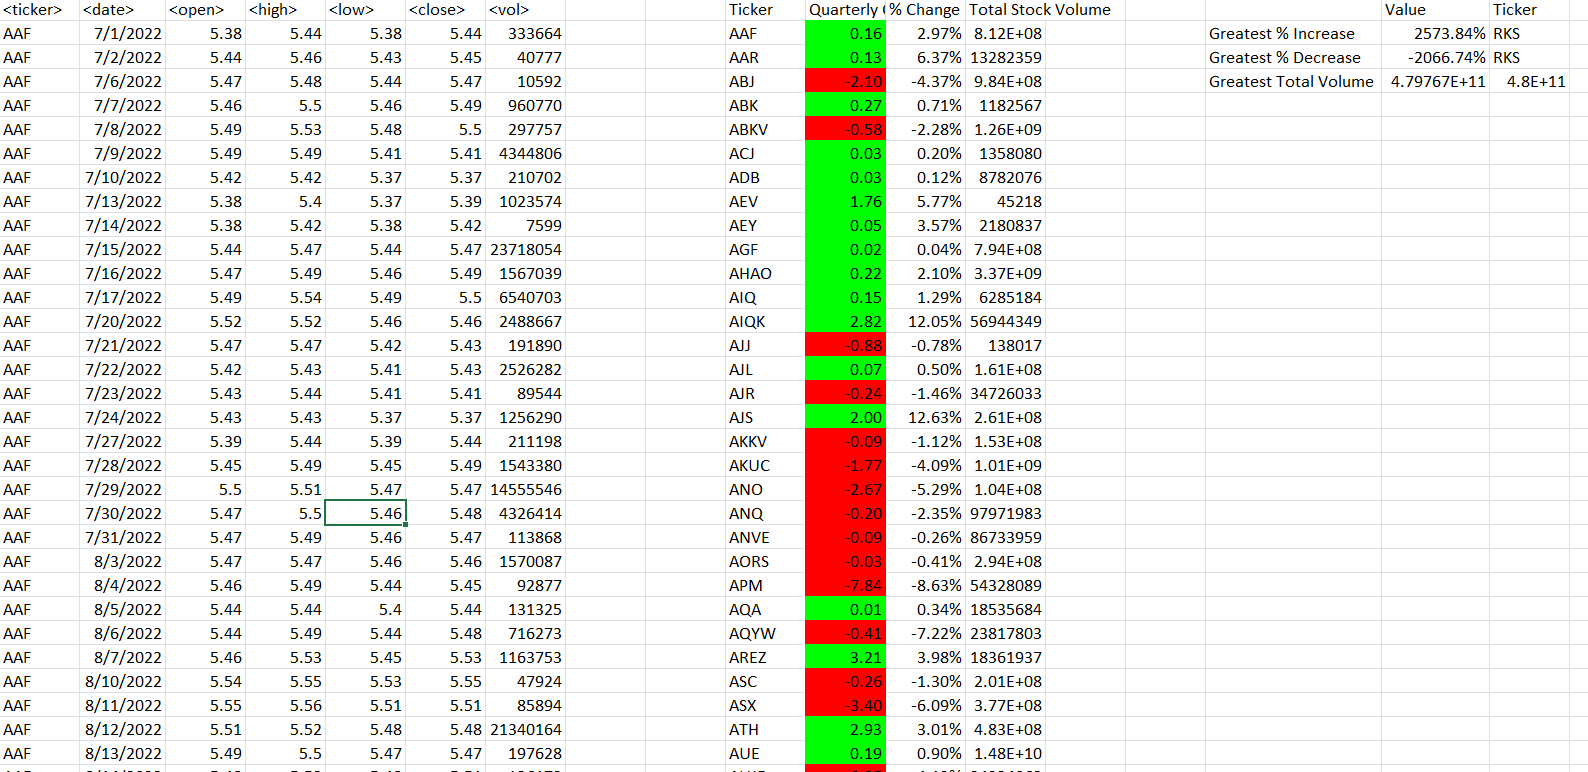 <ticker> <date> <open> <high> <low> <close> <vol> Ticker Quarterly ( % Change Total Stock Volume Value Ticker
AAF 7/1/2022 5.38 5.44 5.38 5.44 333664 AAF 0.16 2.97% 8.12E+08 Greatest % Increase 2573.84% RKS
AAF 7/2/2022 5.44 5.46 5.43 5.45 40777 AAR 0.13 6.37% 13282359 Greatest % Decrease -2066.74% RKS
AAF 7/6/2022 5.47 5.48 5.44 5.47 10592 ABJ -2.10 -4.37% 9.84E+08 Greatest Total Volume 4.79767E+11 4.8E+11
AAF 7/7/2022 5.46 5.5 5.46 5.49 960770 ABK 0.27 0.71% 1182567
AAF 7/8/2022 5.49 5.53 5.48 5.5 297757 ABKV -0.58 -2.28% 1.26E+09
AAF 7/9/2022 5.49 5.49 5.41 5.41 4344806 ACJ 0.03 0.20% 1358080
AAF 7/10/2022 5.42 5.42 5.37 5.37 210702 ADB 0.03 0.12% 8782076
AAF 7/13/2022 5.38 5.4 5.37 5.39 1023574 AEV 1.76 5.77% 45218
AAF 7/14/2022 5.38 5.42 5.38 5.42 7599 AEY 0.05 3.57% 2180837
AAF 7/15/2022 5.44 5.47 5.44 5.47 23718054 AGF 0.02 0.04% 7.94E+08
AAF 7/16/2022 5.47 5.49 5.46 5.49 1567039 AHAO 0.22 2.10% 3.37E+09
AAF 7/17/2022 5.49 5.54 5.49 5.5 6540703 AIQ 0.15 1.29% 6285184
AAF 7/20/2022 5.52 5.52 5.46 5.46 2488667 AIQK 2.82 12.05% 56944349
AAF 7/21/2022 5.47 5.47 5.42 5.43 191890 AJJ -0.88 -0.78% 138017
AAF 7/22/2022 5.42 5.43 5.41 5.43 2526282 AJL 0.07 0.50% 1.61E+08
AAF 7/23/2022 5.43 5.44 5.41 5.41 89544 AJR -0.24 -1.46% 34726033
AAF 7/24/2022 5.43 5.43 5.37 5.37 1256290 AJS 2.00 12.63% 2.61E+08
AAF 7/27/2022 5.39 5.44 5.39 5.44 211198 AKKV -0.09 -1.12% 1.53E+08
AAF 7/28/2022 5.45 5.49 5.45 5.49 1543380 AKUC -1.77 -4.09% 1.01E+09
AAF 7/29/2022 5.5 5.51 5.47 5.47 14555546 ANO -2.67 -5.29% 1.04E+08
AAF 7/30/2022 5.47 5.5 5.46 5.48 4326414 ANQ -0.20 -2.35% 97971983
AAF 7/31/2022 5.47 5.49 5.46 5.47 113868 ANVE -0.09 -0.26% 86733959
AAF 8/3/2022 5.47 5.47 5.46 5.46 1570087 AORS -0.03 -0.41% 2.94E+08
AAF 8/4/2022 5.46 5.49 5.44 5.45 92877 APM -7.84 -8.63% 54328089
AAF 8/5/2022 5.44 5.44 5.4 5.44 131325 AQA 0.01 0.34% 18535684
AAF 8/6/2022 5.44 5.49 5.44 5.48 716273 AQYW -0.41 -7.22% 23817803
AAF 8/7/2022 5.46 5.53 5.45 5.53 1163753 AREZ 3.21 3.98% 18361937
AAF 8/10/2022 5.54 5.55 5.53 5.55 47924 ASC -0.26 -1.30% 2.01E+08
AAF 8/11/2022 5.55 5.56 5.51 5.51 85894 ASX -3.40 -6.09% 3.77E+08
AAF 8/12/2022 5.51 5.52 5.48 5.48 21340164 ATH 2.93 3.01% 4.83E+08
AAF 8/13/2022 5.49 5.5 5.47 5.47 197628 AUE 0.19 0.90% 1.48E+10